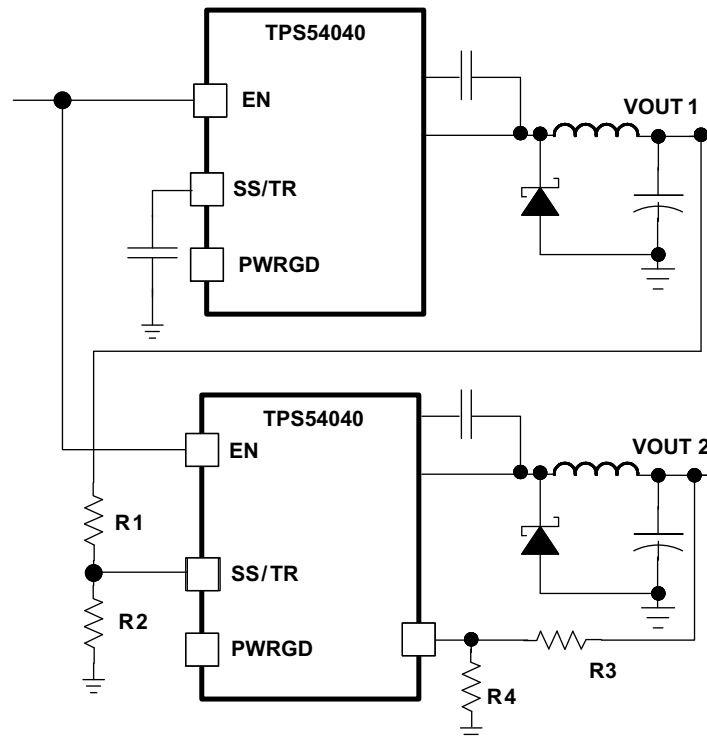 TPS54040
EN
VOUT 1
SS/TR
PWRGD
TPS54040
EN
VOUT 2
R1
SS/TR
R2
PWRGD
R3
R4